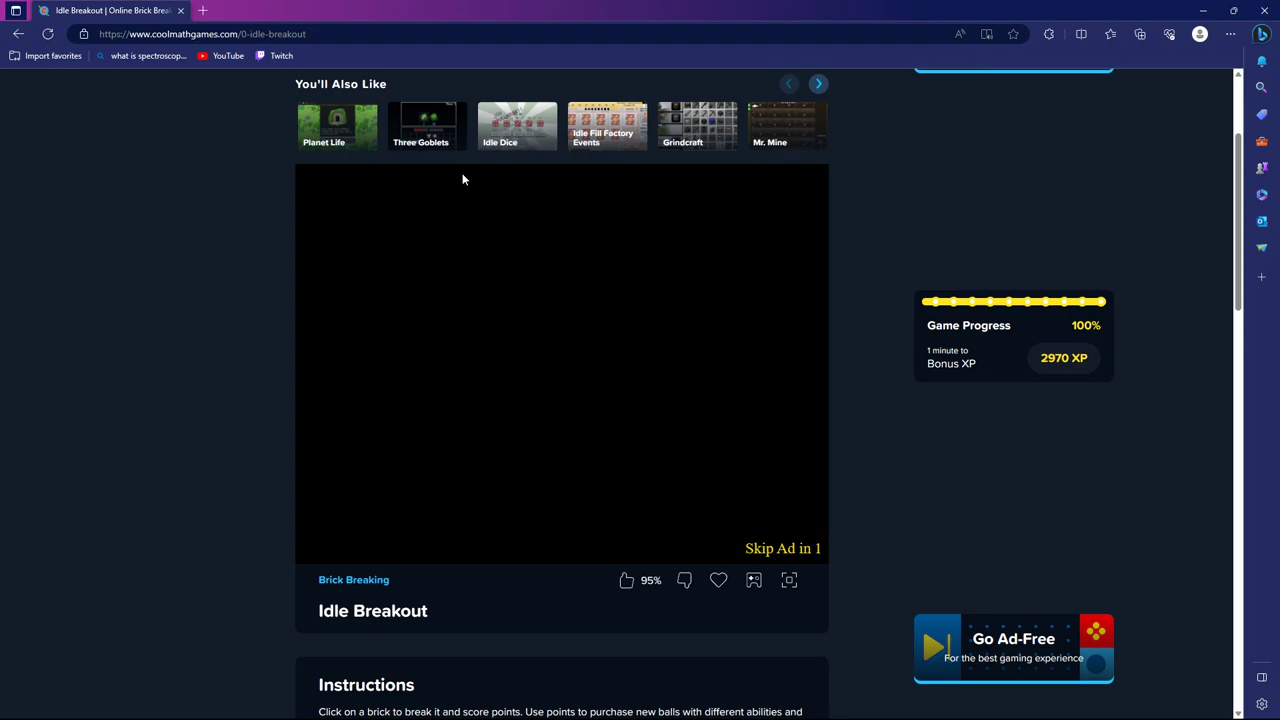 Idle Breakout | Online Brick Brea
https://www.coolmathgames.com/0-idle-breakout
Import favorites
what is spectroscop...
YouTube
Twitch
You'll Also Like
Planet Life
Three Goblets
Idle Dice
Idle Fill Factory
Events
Grindcraft
Mr. Mine
Game Progress 100%
1 minute to
Bonus XP
2970 XP
Skip Ad in 1
Brick Breaking
95%
Idle Breakout
Go Ad-Free
For the best gaming experience
Instructions
Click on a brick to break it and score points. Use points to purchase new balls with different abilities and